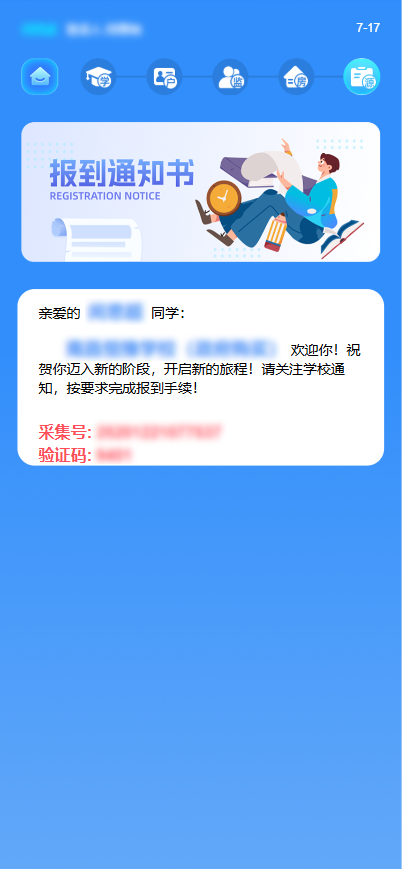 7-17
学
户
监
房
源
报到通知书
REGISTRATION NOTICE
亲爱的 同学：
欢迎你！祝
贺你迈入新的阶段，开启新的旅程！请关注学校通
知，按要求完成报到手续！
采集号:
验证码: